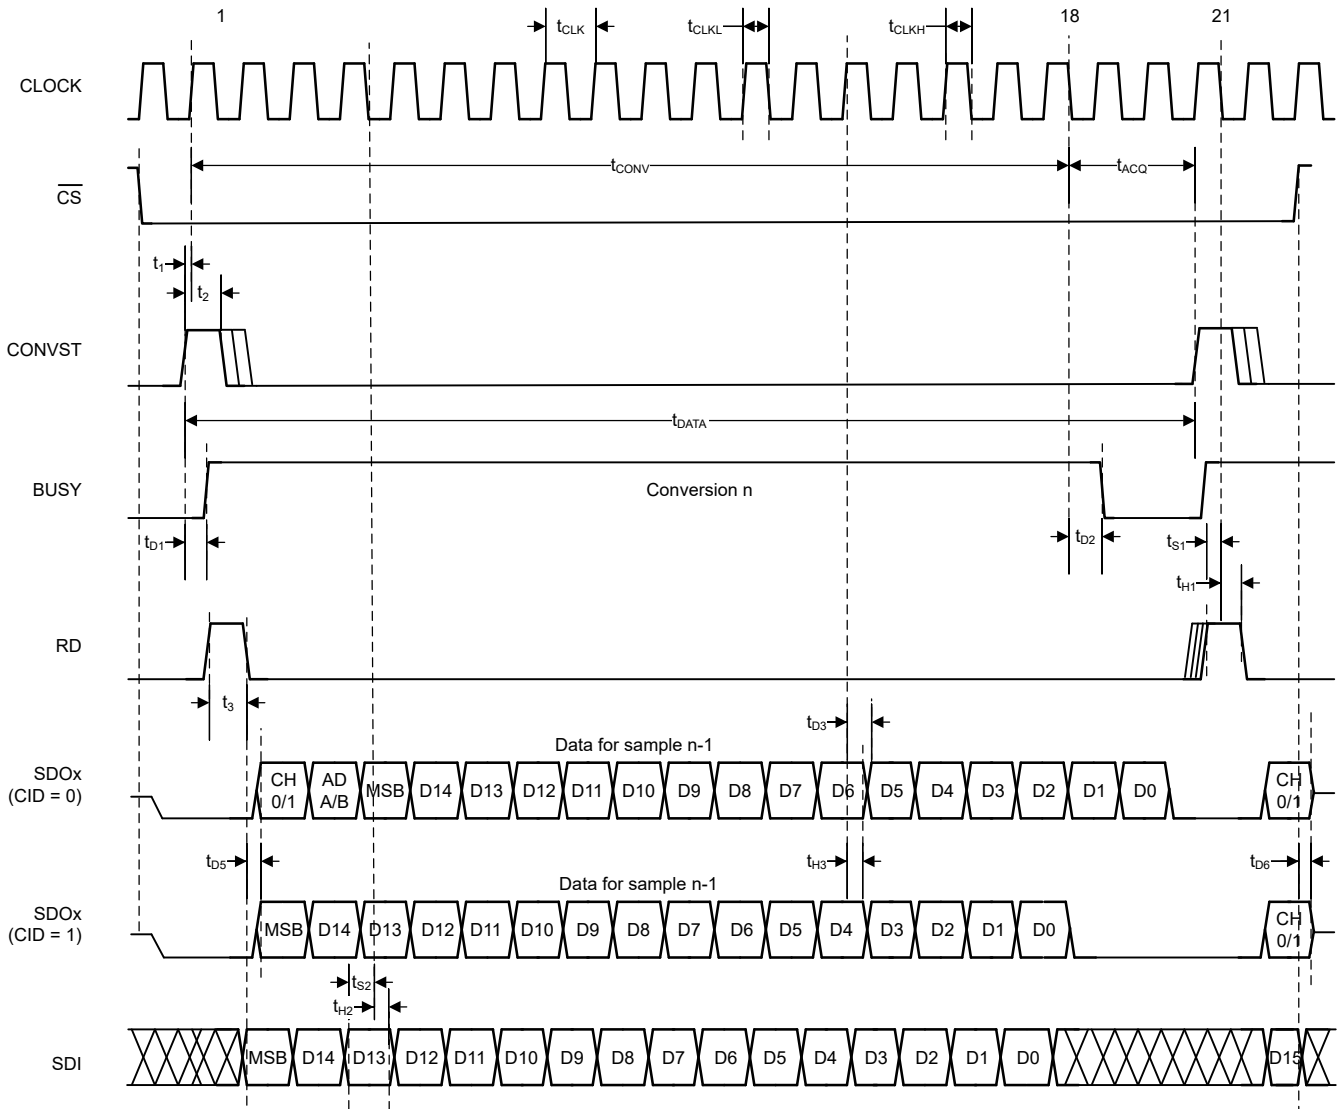 1
18
21
tCLK
tCLKL
tCLKH
CLOCK
tCONV
tACQ
CS
t1
t2
CONVST
tDATA
BUSY
Conversion n
tD1
tD2
tS1
tH1
RD
t3
tD3
Data for sample n-1
SDOx
(CID = 0)
CH 0/1 AD A/B MSB D14 D13 D12 D11 D10 D9 D8 D7 D6 D5 D4 D3 D2 D1 D0 CH 0/1
tD5
tH3
tD6
Data for sample n-1
SDOx
(CID = 1)
MSB D14 D13 D12 D11 D10 D9 D8 D7 D6 D5 D4 D3 D2 D1 D0 CH 0/1
tS2
tH2
SDI
MSB D14 D13 D12 D11 D10 D9 D8 D7 D6 D5 D4 D3 D2 D1 D0 D15